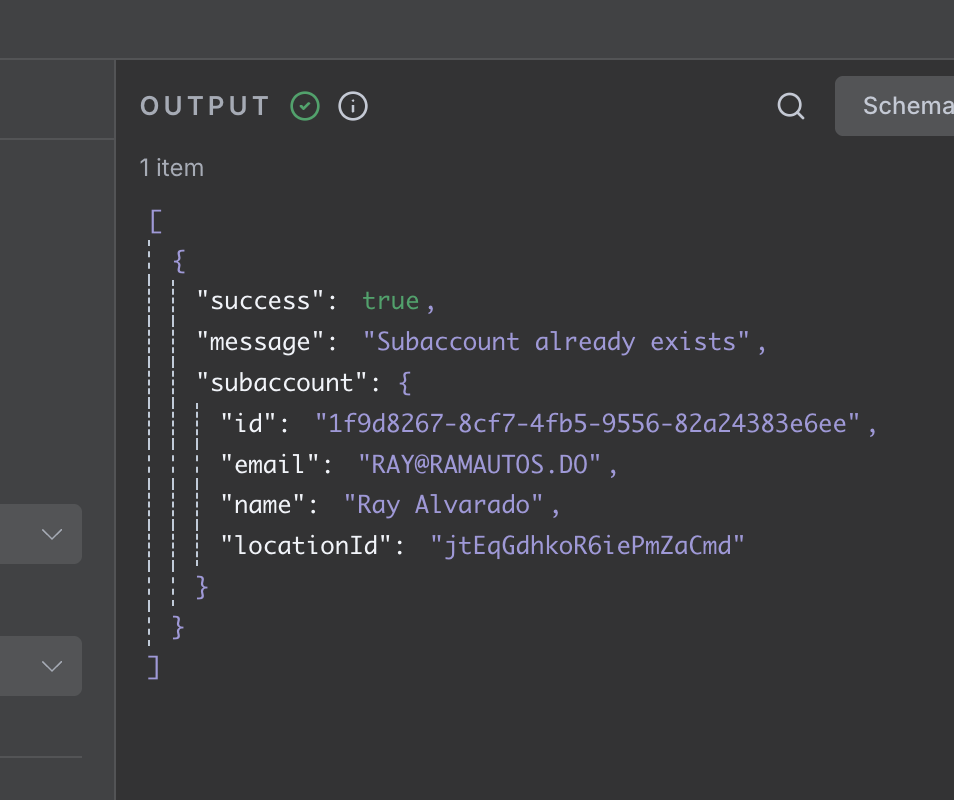 OUTPUT
Schema
1 item
[
{
"success": true,
"message": "Subaccount already exists",
"subaccount": {
"id": "1f9d8267-8cf7-4fb5-9556-82a24383e6ee",
"email": "RAY@RAMAUTOS.DO",
"name": "Ray Alvarado",
"locationId": "jtEqGdhkoR6iePmZaCmd"
}
}
]